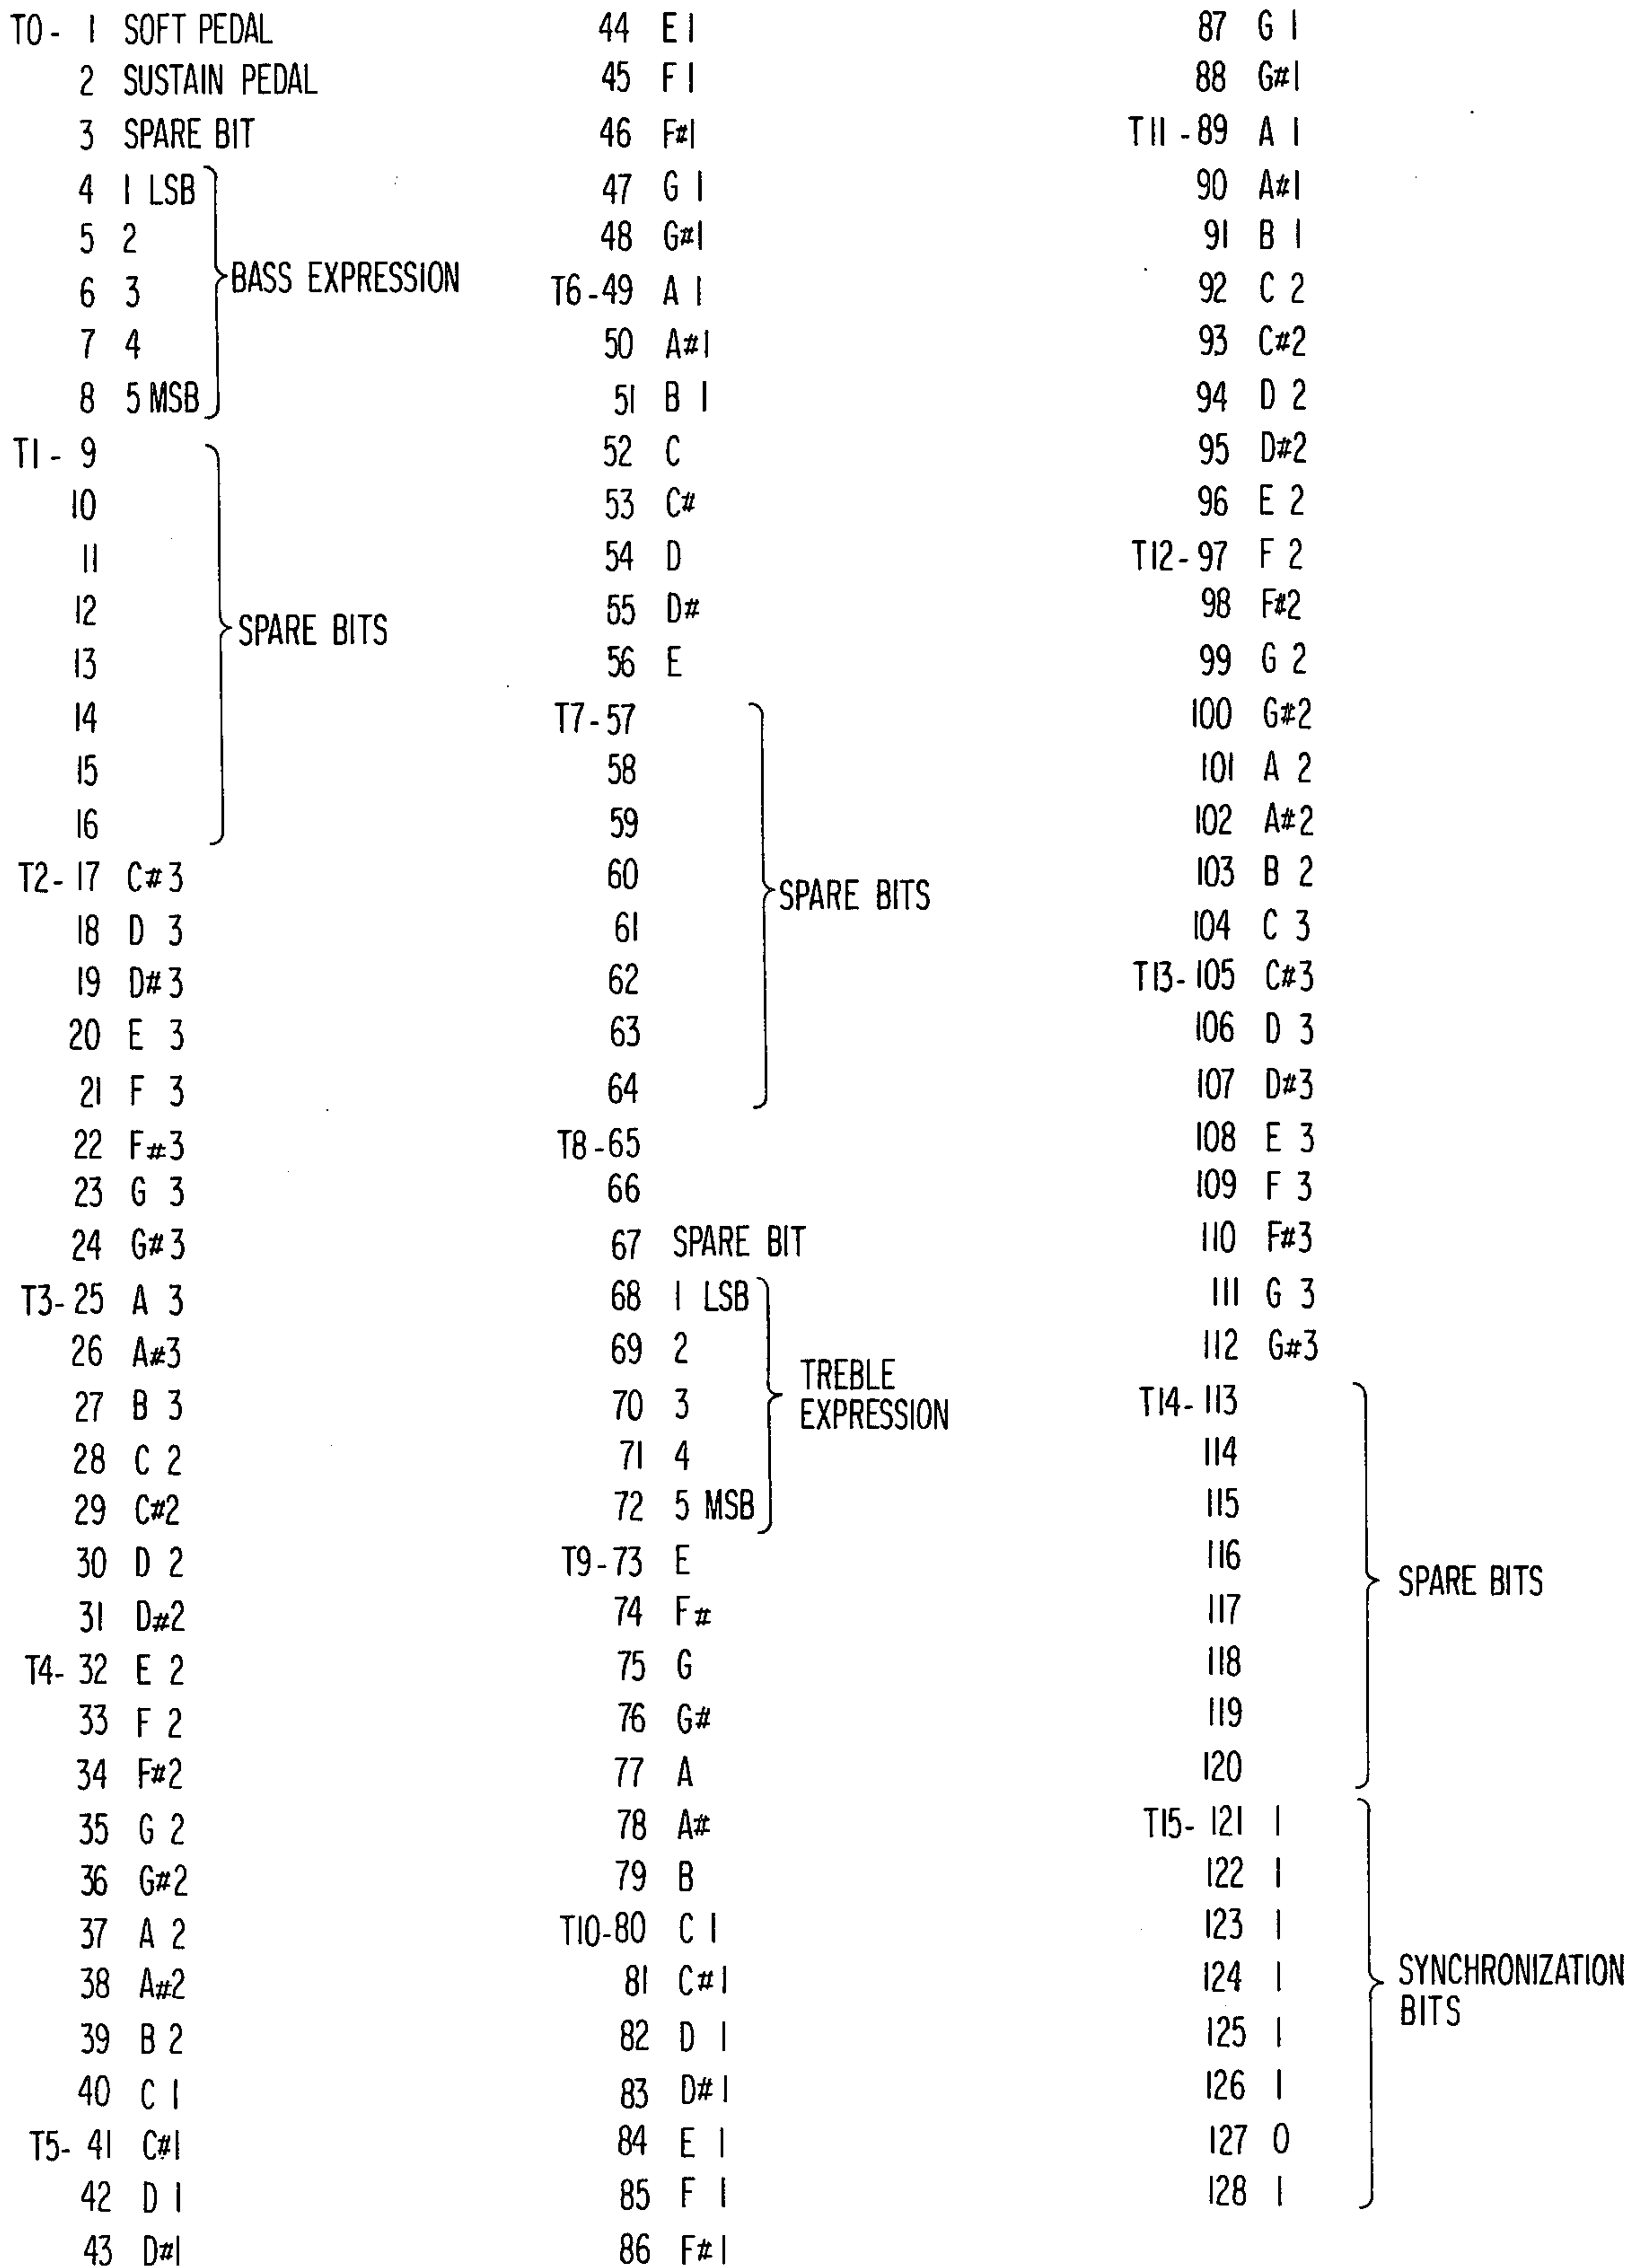 T0- 1 SOFT PEDAL
2 SUSTAIN PEDAL
3 SPARE BIT
4 1 LSB
5 2
6 3
BASS EXPRESSION
7 4
8 5 MSB
T1- 9
10
11
12
SPARE BITS
13
14
15
16
T2- 17 C#3
18 D 3
19 D#3
20 E 3
21 F 3
22 F#3
23 G 3
24 G#3
T3- 25 A 3
26 A#3
27 B 3
28 C 2
29 C#2
30 D 2
31 D#2
T4- 32 E 2
33 F 2
34 F#2
35 G 2
36 G#2
37 A 2
38 A#2
39 B 2
40 C 1
T5- 41 C#1
42 D 1
43 D#1
44 E 1
45 F 1
46 F#1
47 G 1
48 G#1
T6-49 A 1
50 A#1
51 B 1
52 C
53 C#
54 D
55 D#
56 E
T7-57
58
59
60
SPARE BITS
61
62
63
64
T8-65
66
67 SPARE BIT
68 1 LSB
69 2
70 3
TREBLE
EXPRESSION
71 4
72 5 MSB
T9-73 E
74 F#
75 G
76 G#
77 A
78 A#
79 B
T10-80 C 1
81 C#1
82 D 1
83 D#1
84 E 1
85 F 1
86 F#1
87 G 1
88 G#1
T11-89 A 1
90 A#1
91 B 1
92 C 2
93 C#2
94 D 2
95 D#2
96 E 2
T12-97 F 2
98 F#2
99 G 2
100 G#2
101 A 2
102 A#2
103 B 2
104 C 3
T13-105 C#3
106 D 3
107 D#3
108 E 3
109 F 3
110 F#3
111 G 3
112 G#3
T14-113
114
115
116
SPARE BITS
117
118
119
120
T15-121 1
122 1
123 1
124 1
SYNCHRONIZATION
BITS
125 1
126 1
127 0
128 1